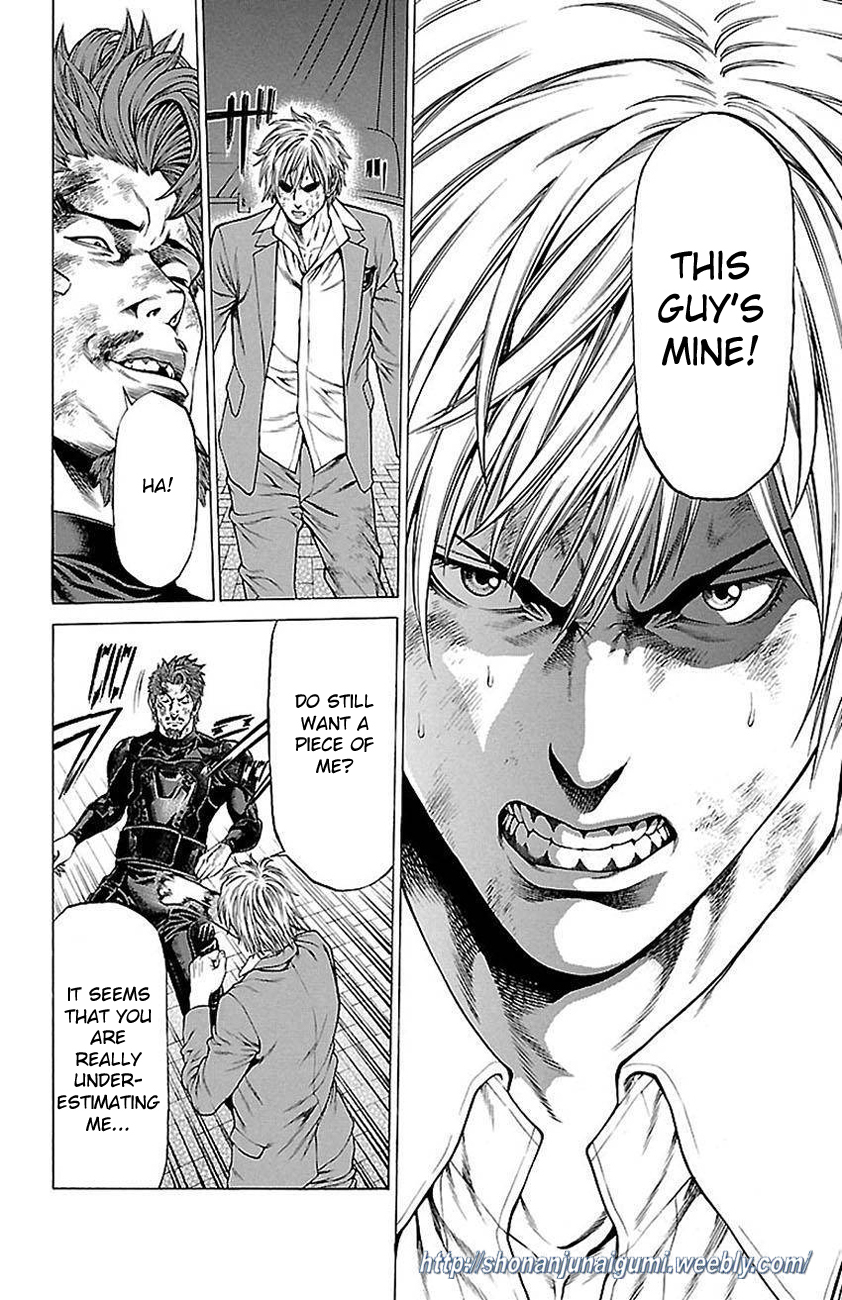 THIS
GUY'S
MINE!
HA!
DO STILL
WANT A
PIECE OF
ME?
IT SEEMS
THAT YOU
ARE
REALLY
UNDER-
ESTIMATING
ME...
http://shonanjunaigumi.weebly.com/